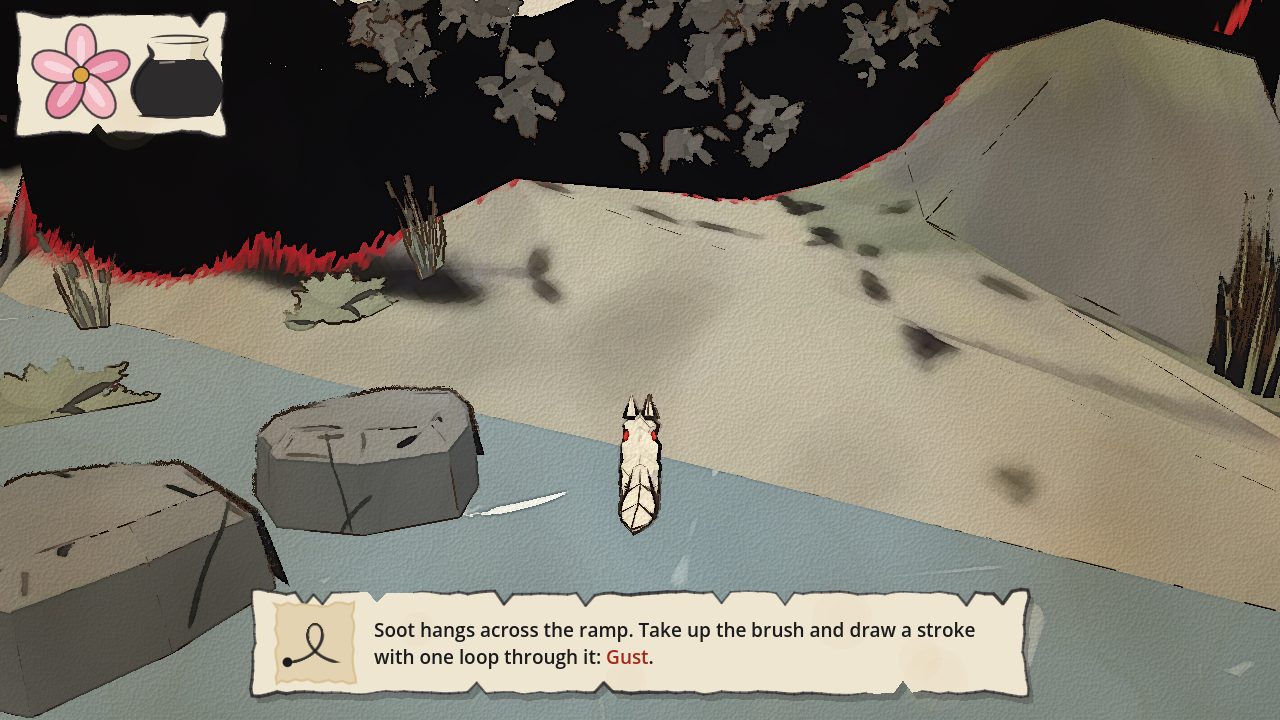 Soot hangs across the ramp. Take up the brush and draw a stroke
with one loop through it: Gust.